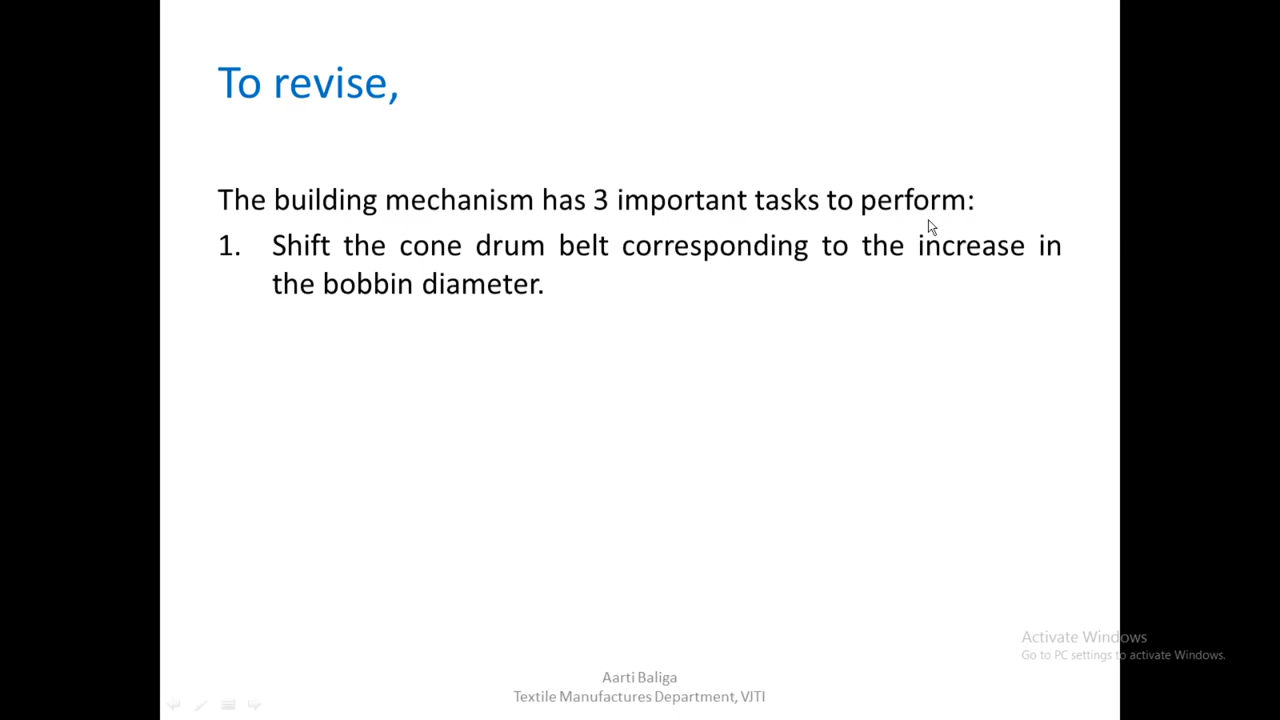 To revise,
The building mechanism has 3 important tasks to perform:
1. Shift the cone drum belt corresponding to the increase in
the bobbin diameter.
Activate Windows
Go to PC settings to activate Windows.
Aarti Baliga
Textile Manufactures Department, VJTI